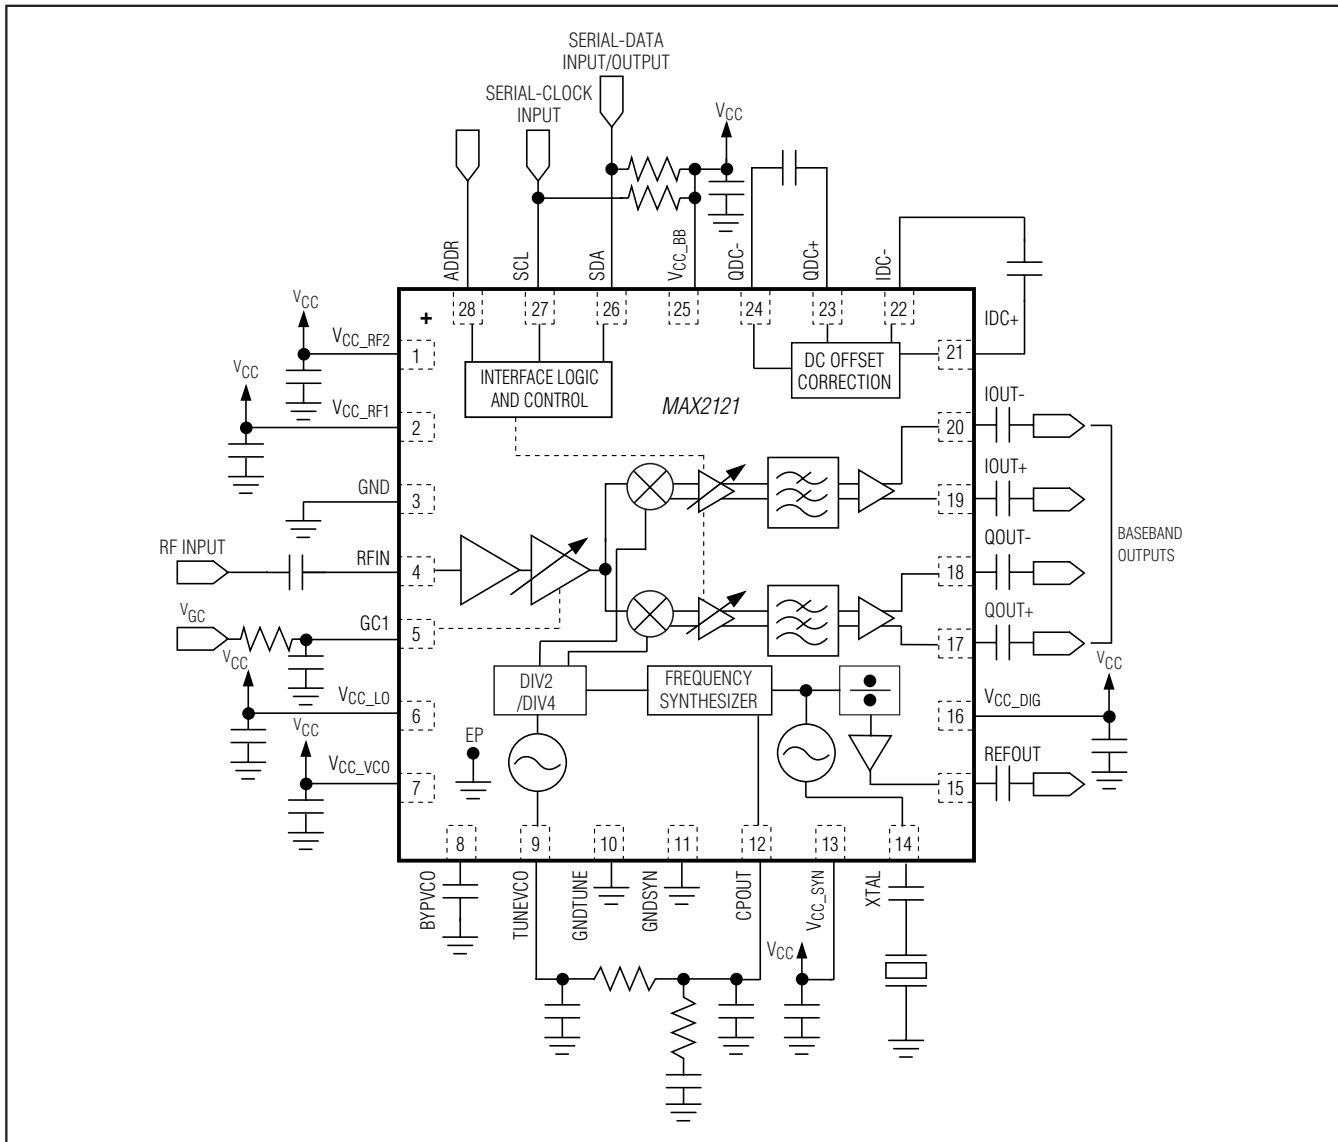 SERIAL-DATA
INPUT/OUTPUT
SERIAL-CLOCK
INPUT
VCC
ADDR
SCL
SDA
VCC_BB
QDC-
QDC+
IDC-
IDC+
28
27
26
25
24
23
22
+
VCC
VCC_RF2
1
INTERFACE LOGIC
AND CONTROL
DC OFFSET
CORRECTION
21
VCC
VCC_RF1
2
MAX2121
20
IOUT-
GND
3
19
IOUT+
RF INPUT
RFIN
4
18
QOUT-
BASEBAND
OUTPUTS
VGC
GC1
5
17
QOUT+
VCC
VCC_LO
6
DIV2
/DIV4
FREQUENCY
SYNTHESIZER
16
VCC_DIG
VCC
VCC
VCC_VCO
7
EP
15
REFOUT
8
9
10
11
12
13
14
BYPVCO
TUNEVCO
GNDTUNE
GNDSYN
CPOUT
VCC_SYN
XTAL
VCC